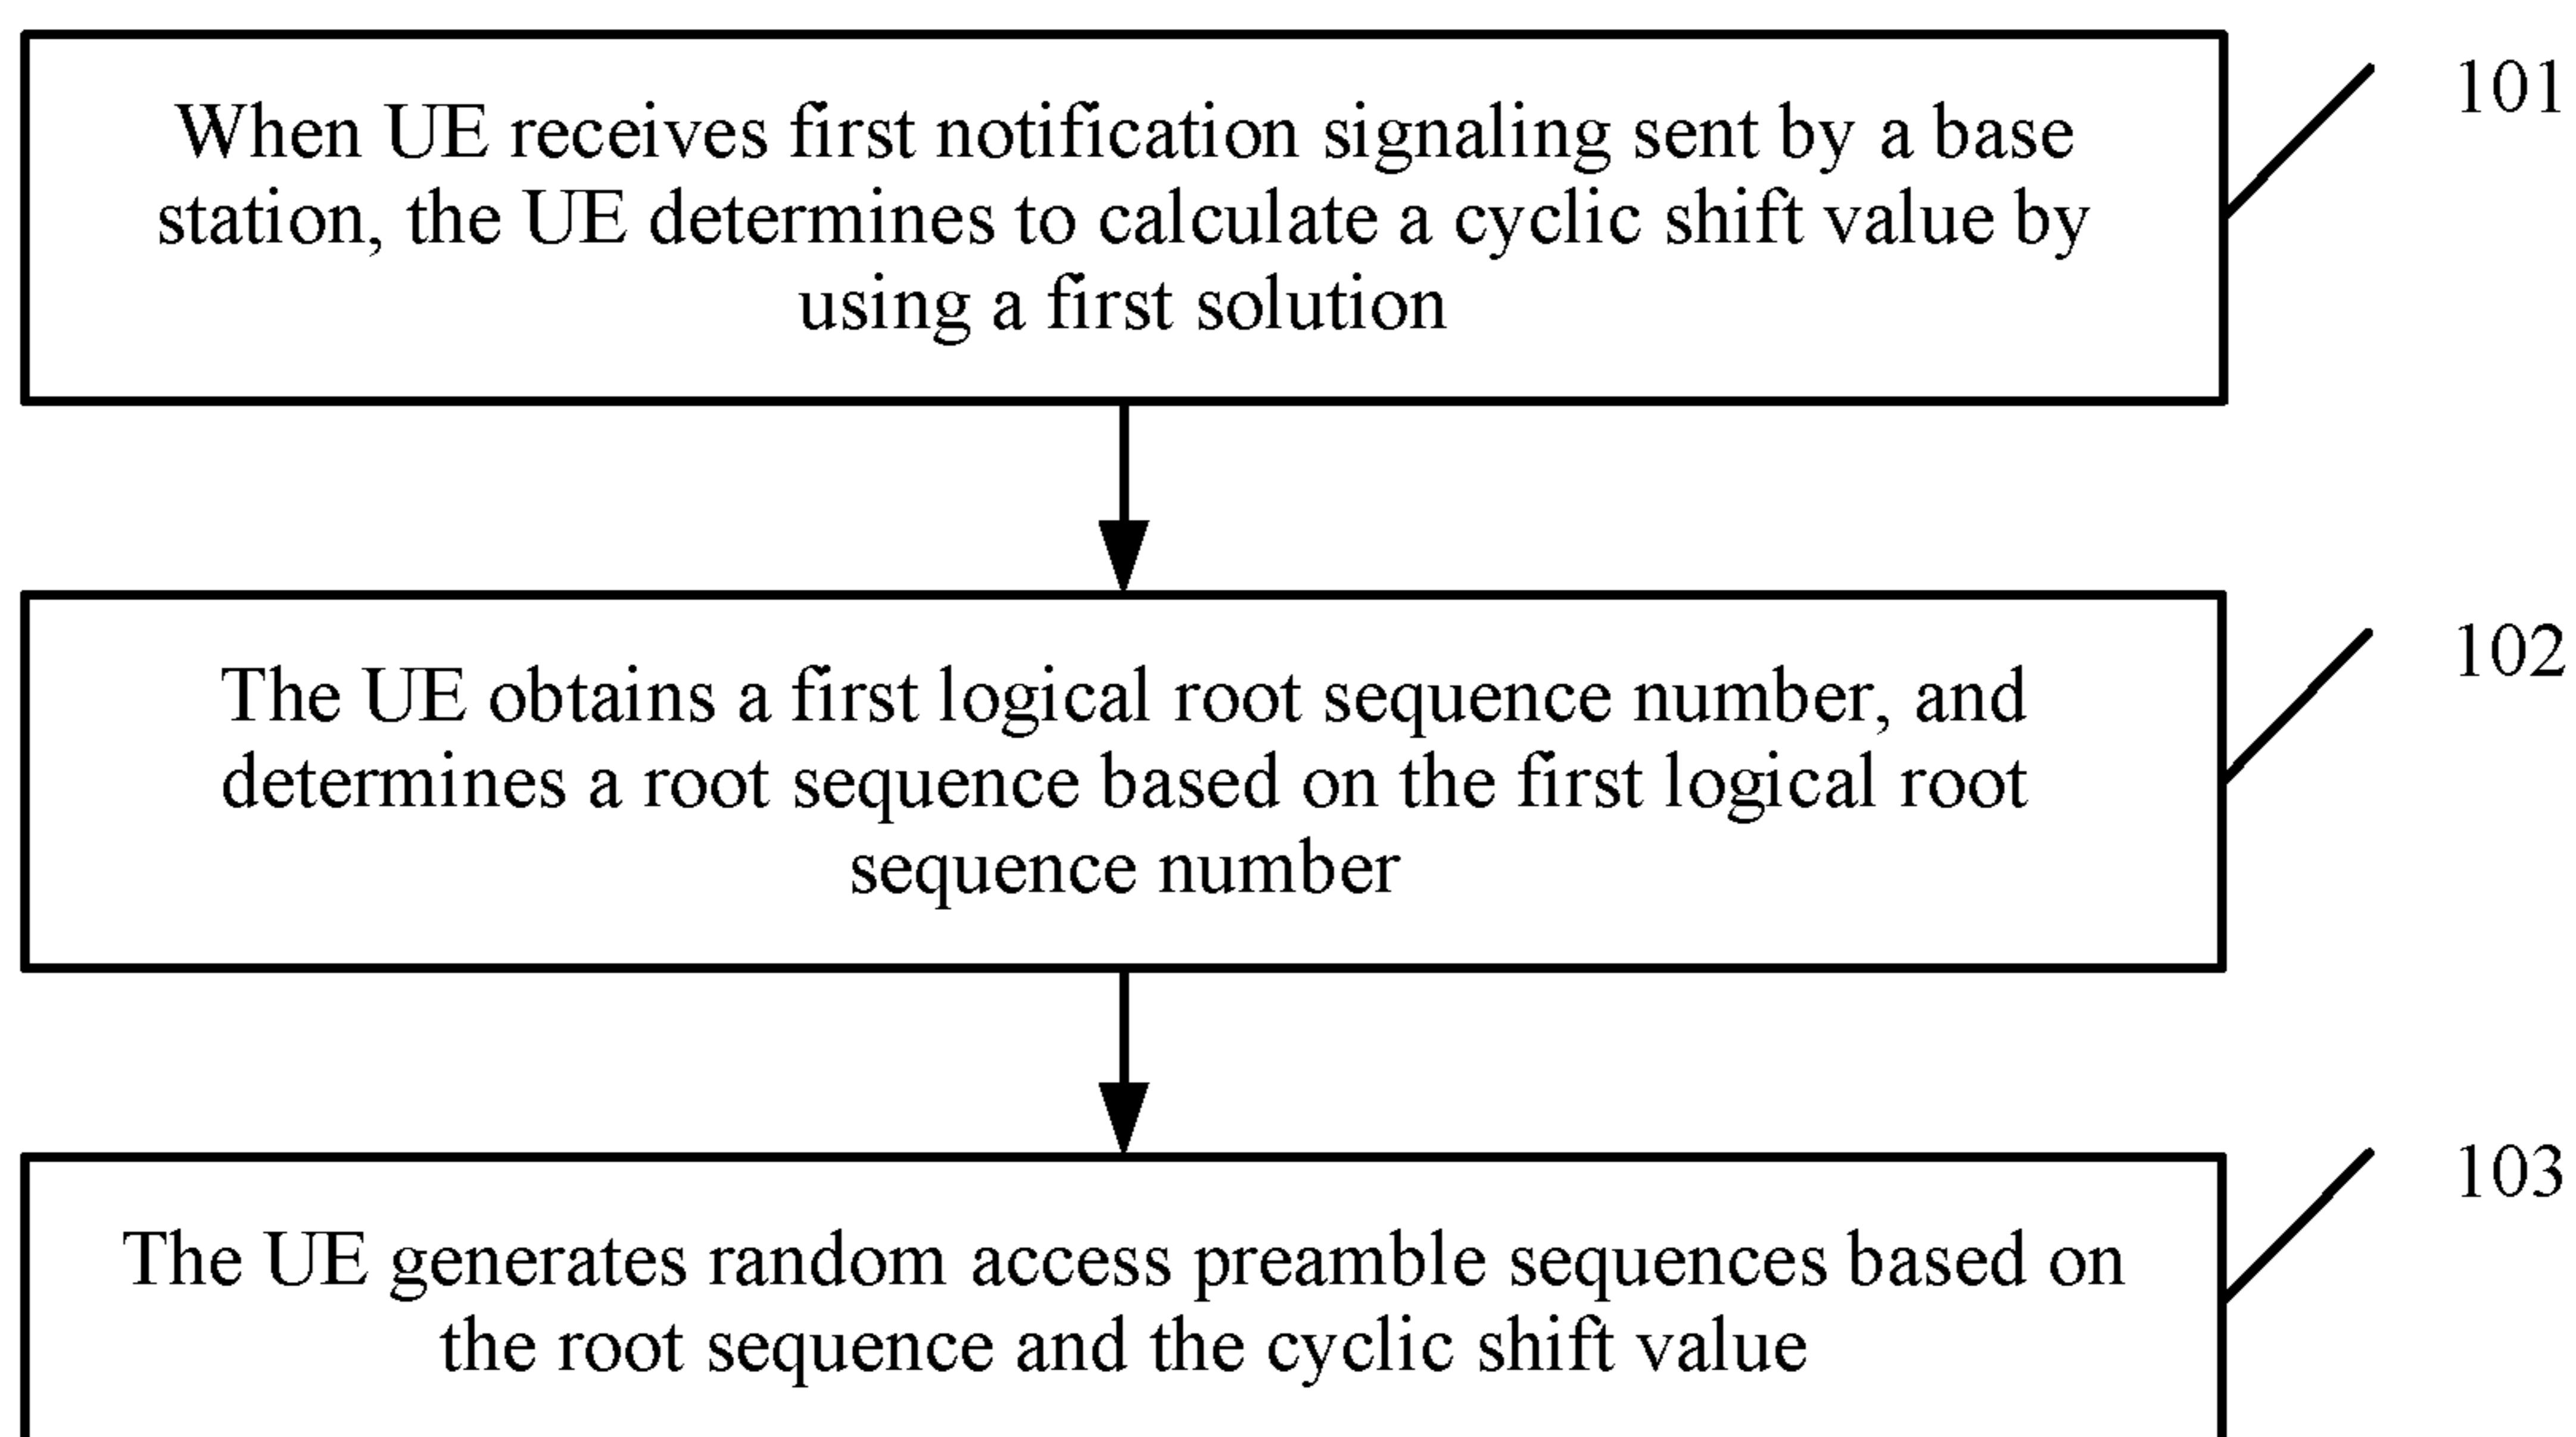 When UE receives first notification signaling sent by a base
station, the UE determines to calculate a cyclic shift value by
using a first solution
101
The UE obtains a first logical root sequence number, and
determines a root sequence based on the first logical root
sequence number
102
The UE generates random access preamble sequences based on
the root sequence and the cyclic shift value
103